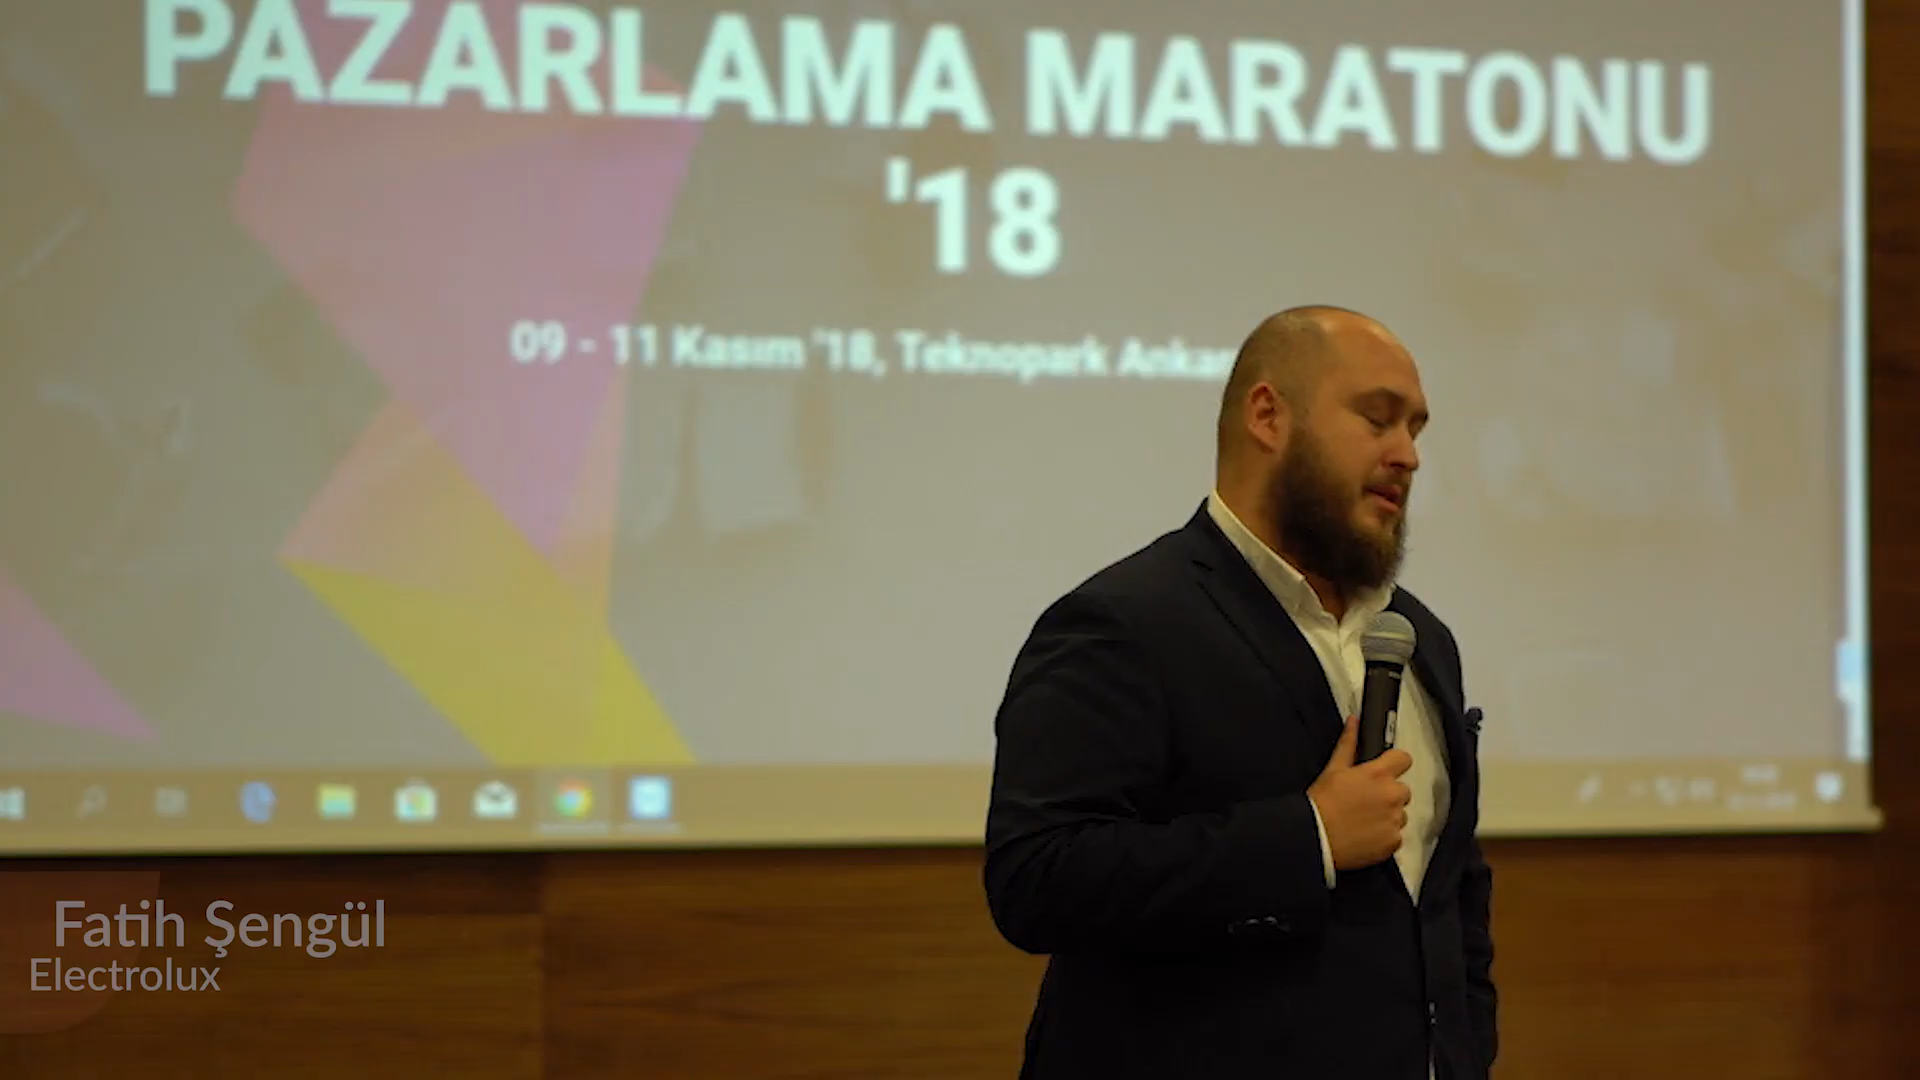 PAZARLAMA MARATONU
'18
09 - 11 Kasım '18, Teknopark
Fatih Şengül
Electrolux